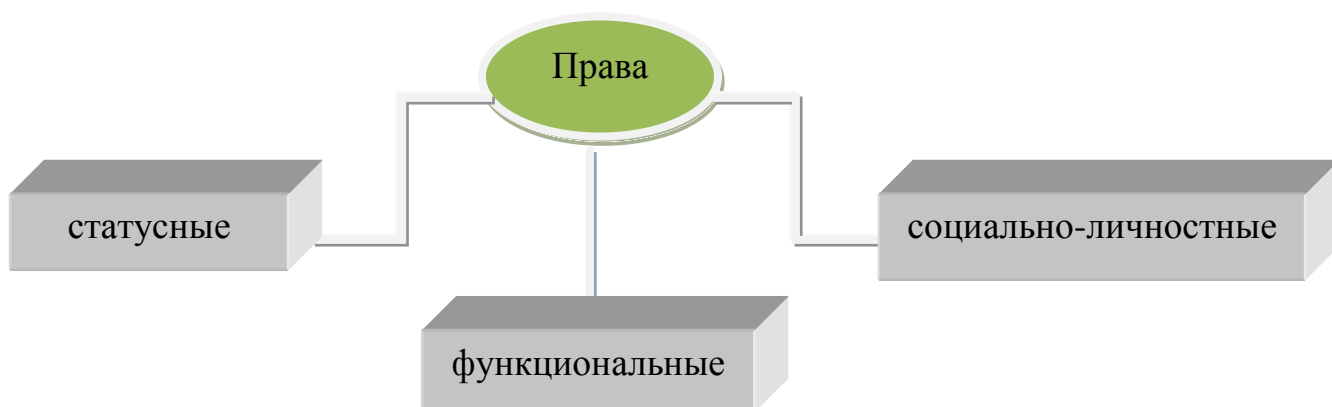 Права
статусные
социально-личностные
функциональные